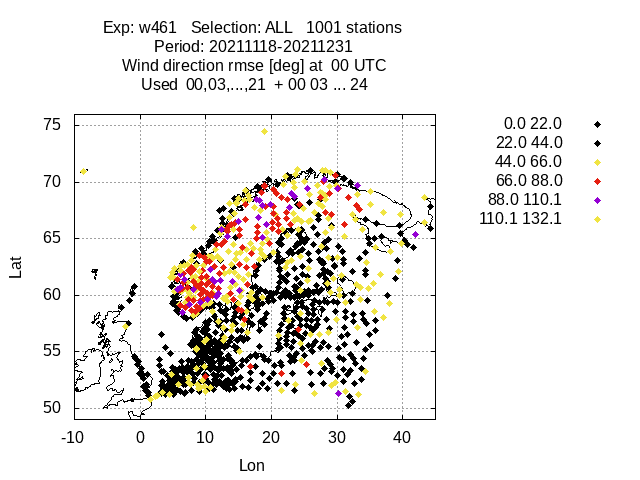 Exp: w461 Selection: ALL 1001 stations
Period: 20211118-20211231
Wind direction rmse [deg] at 00 UTC
Used 00,03,...,21 + 00 03 ... 24
0.0 22.0
22.0 44.0
44.0 66.0
66.0 88.0
88.0 110.1
110.1 132.1
75
70
65
60
55
50
Lat
-10 0 10 20 30 40
Lon